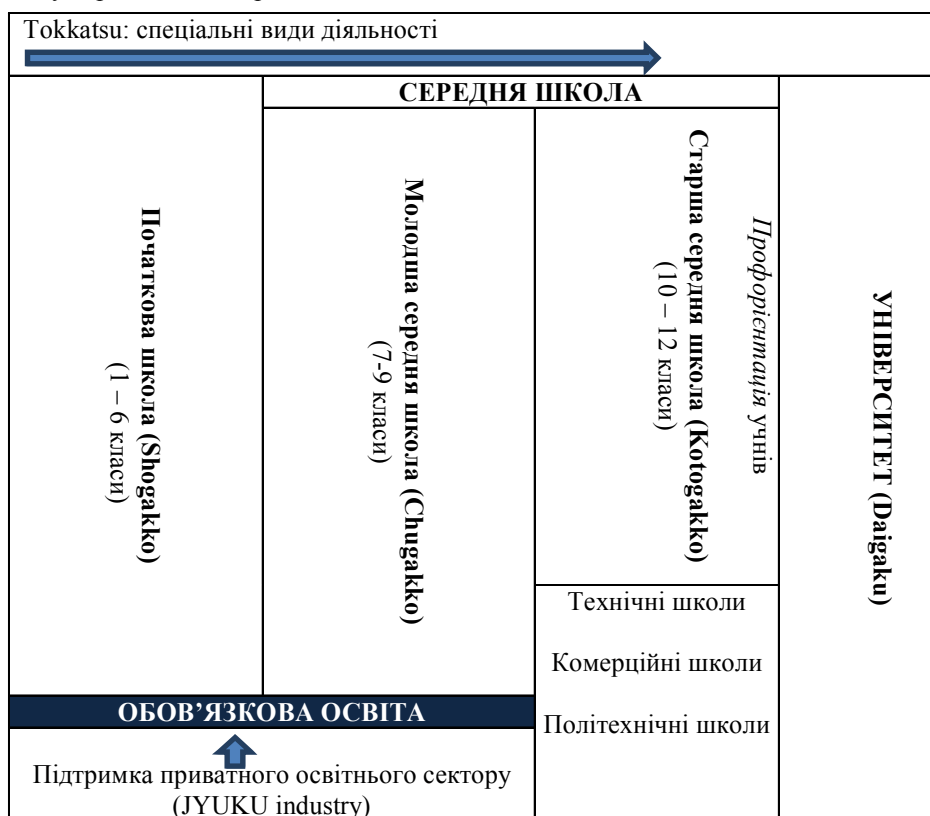 Tokkatsu: спеціальні види діяльності
СЕРЕДНЯ ШКОЛА
Початкова школа (Shogakko)
(1 – 6 класи)
Молодша середня школа (Chugakko)
(7-9 класи)
Старша середня школа (Kotogakko)
(10 – 12 класи)
Профорієнтація учнів
УНІВЕРСИТЕТ (Daigaku)
Технічні школи
Комерційні школи
Політехнічні школи
ОБОВ’ЯЗКОВА ОСВІТА
Підтримка приватного освітнього сектору
(JYUKU industry)